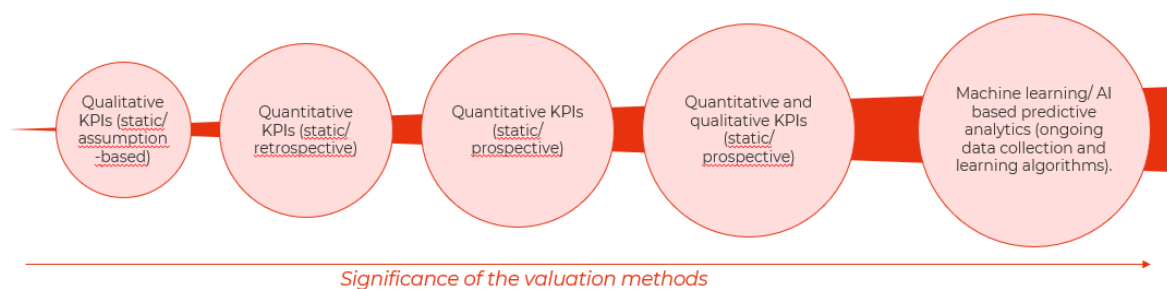 Qualitative
KPIs (static/
assumption
-based)
Quantitative
KPIs (static/
retrospective)
Quantitative KPIs
(static/
prospective)
Quantitative and
qualitative KPIs
(static/
prospective)
Machine learning/ AI
based predictive
analytics (ongoing
data collection and
learning algorithms).
Significance of the valuation methods